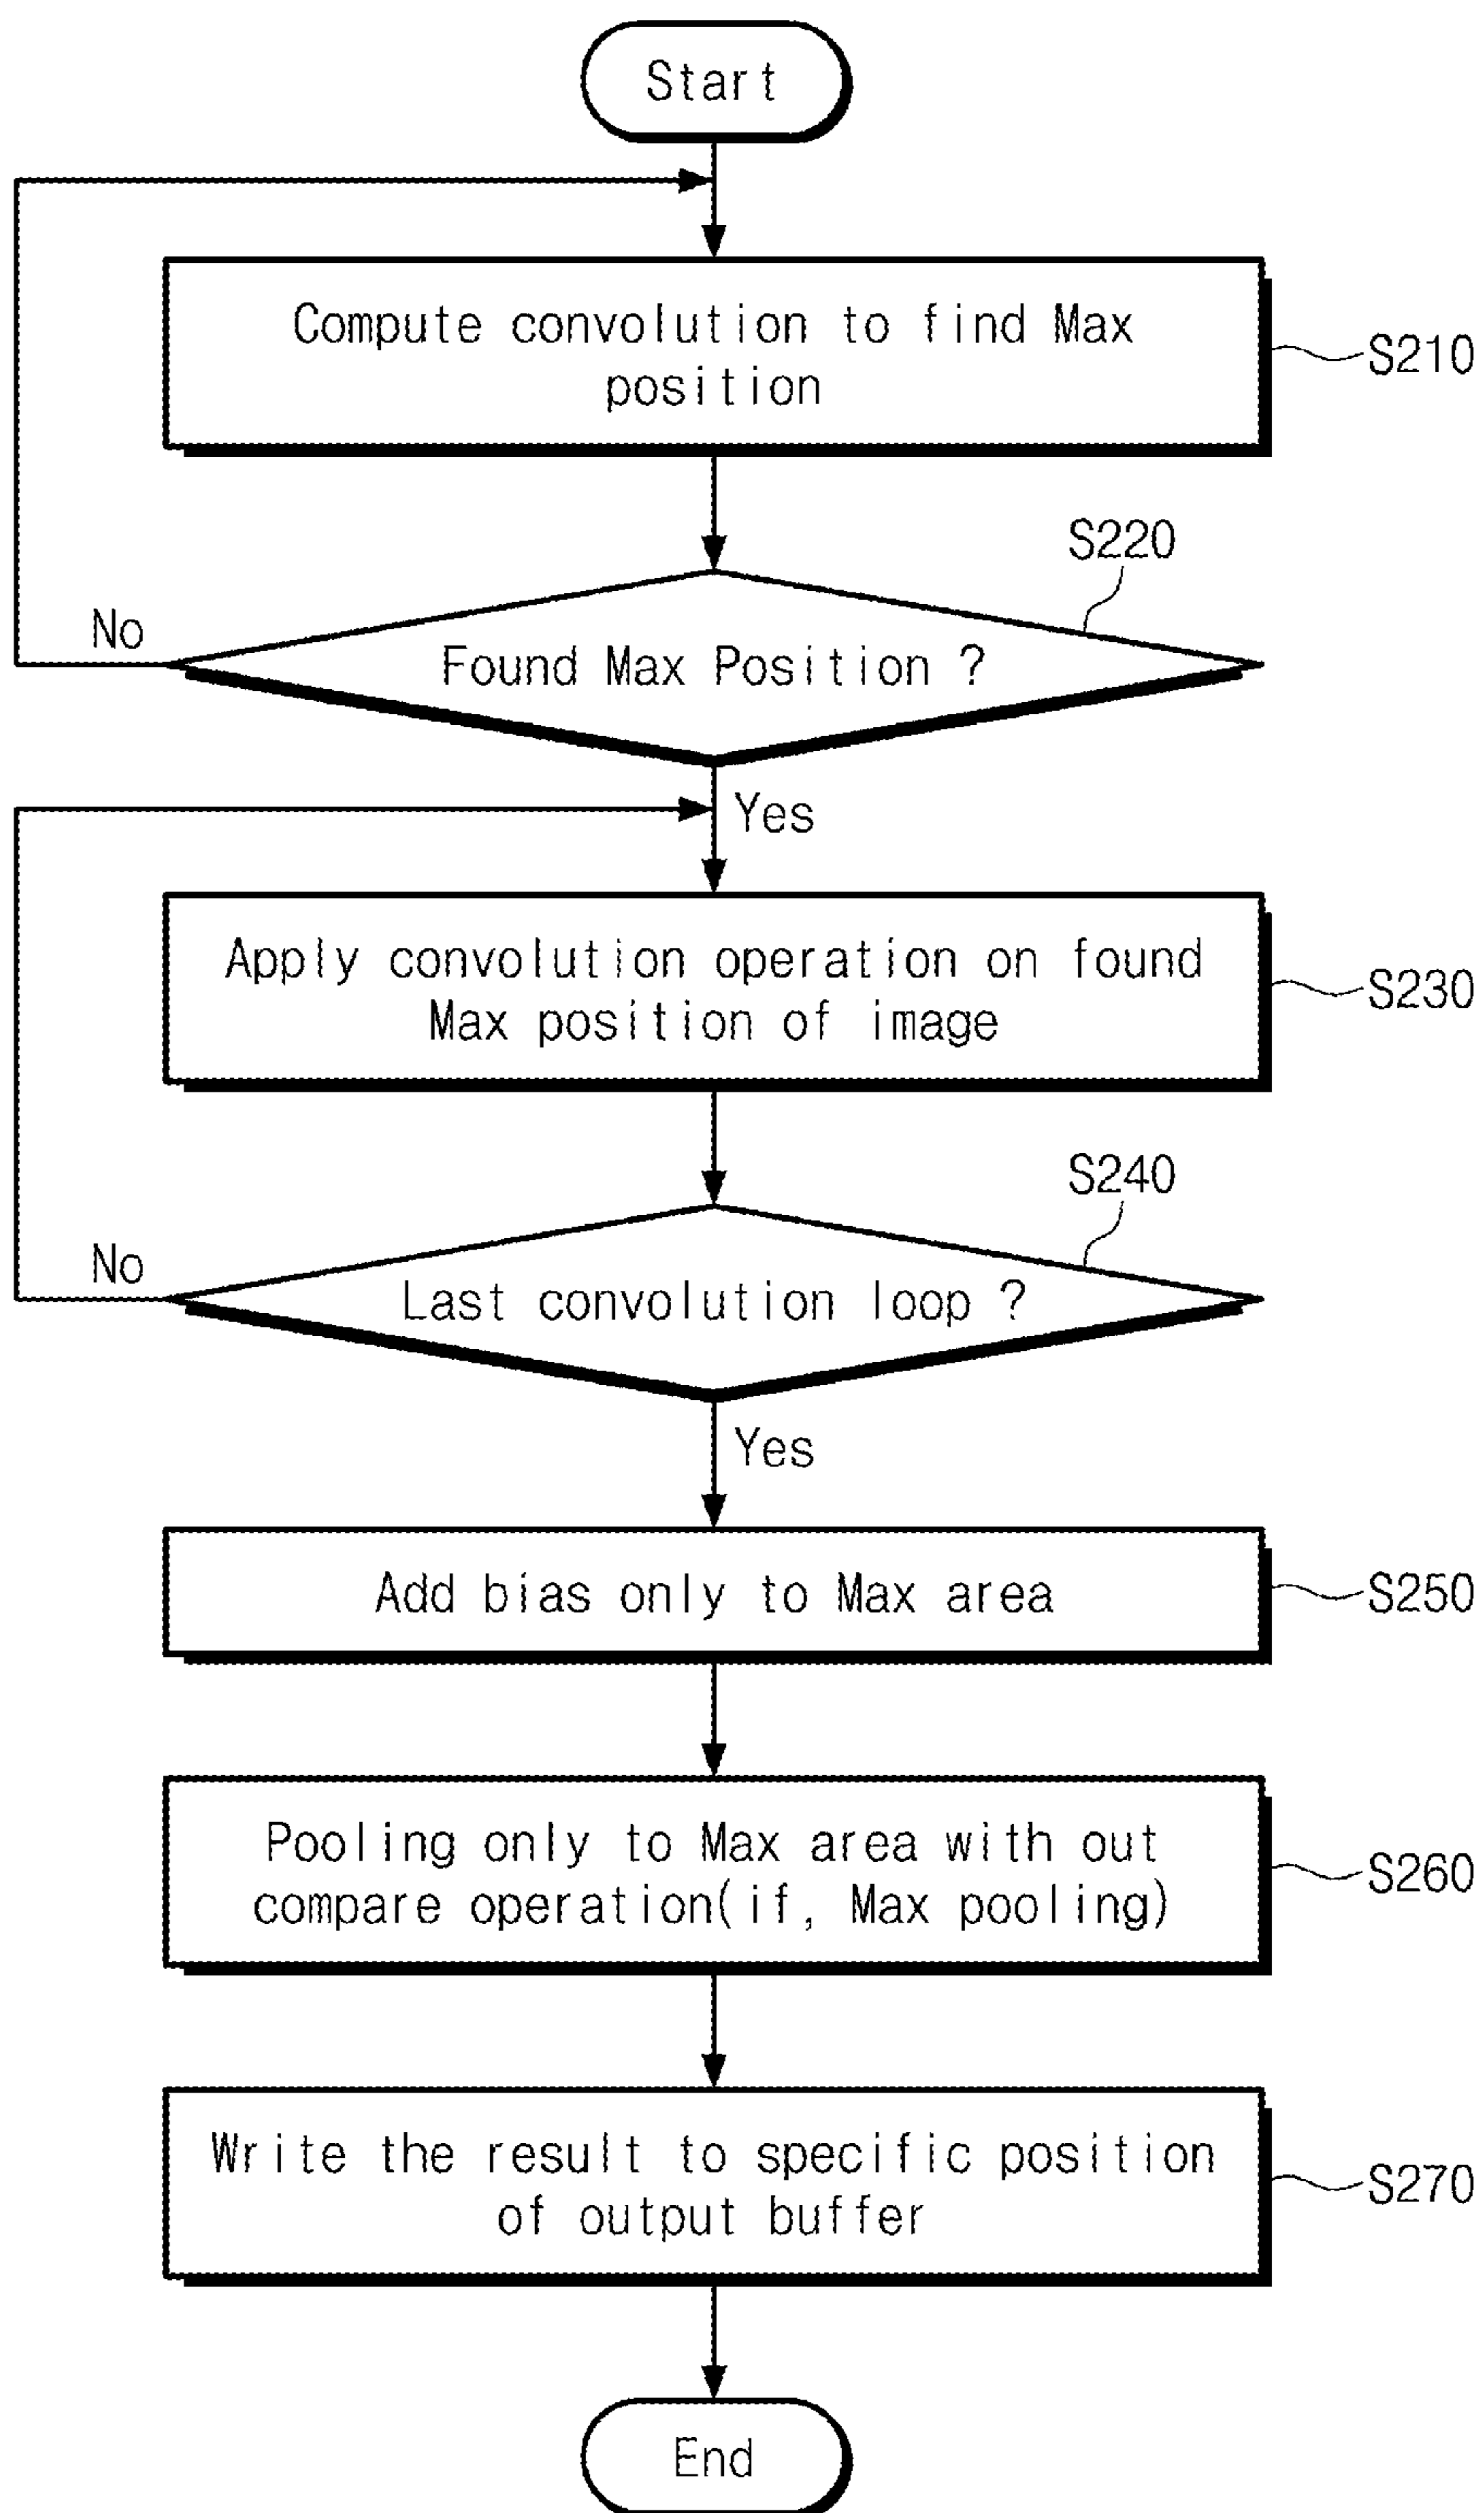 Start
Compute convolution to find Max
position
S210
S220
No
Found Max Position ?
Yes
Apply convolution operation on found
Max position of image
S230
S240
No
Last convolution loop ?
Yes
Add bias only to Max area
S250
Pooling only to Max area with out
compare operation(if, Max pooling)
S260
Write the result to specific position
of output buffer
S270
End